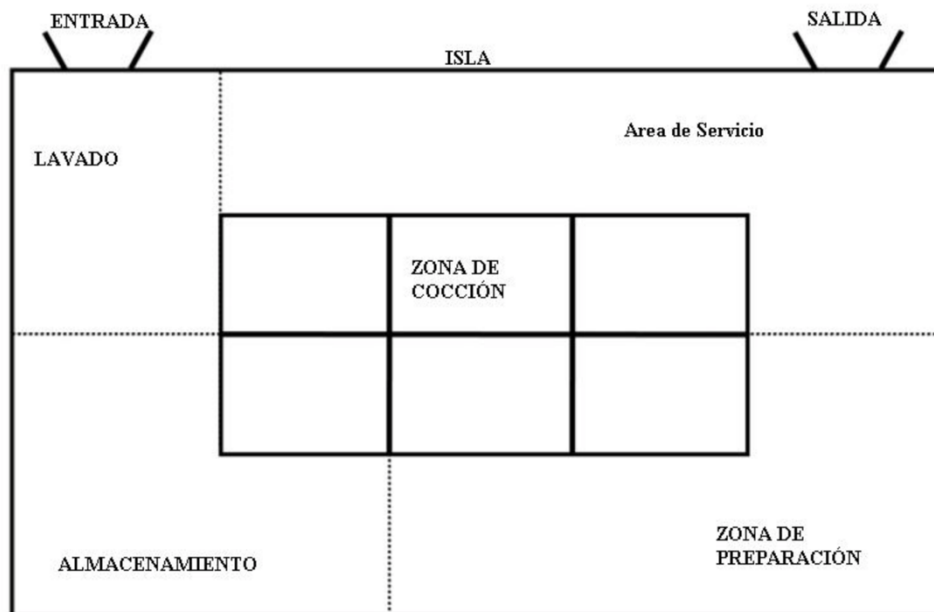 ENTRADA
SALIDA
ISLA
Area de Servicio
LAVADO
ZONA DE
COCCIÓN
ALMACENAMIENTO
ZONA DE
PREPARACIÓN